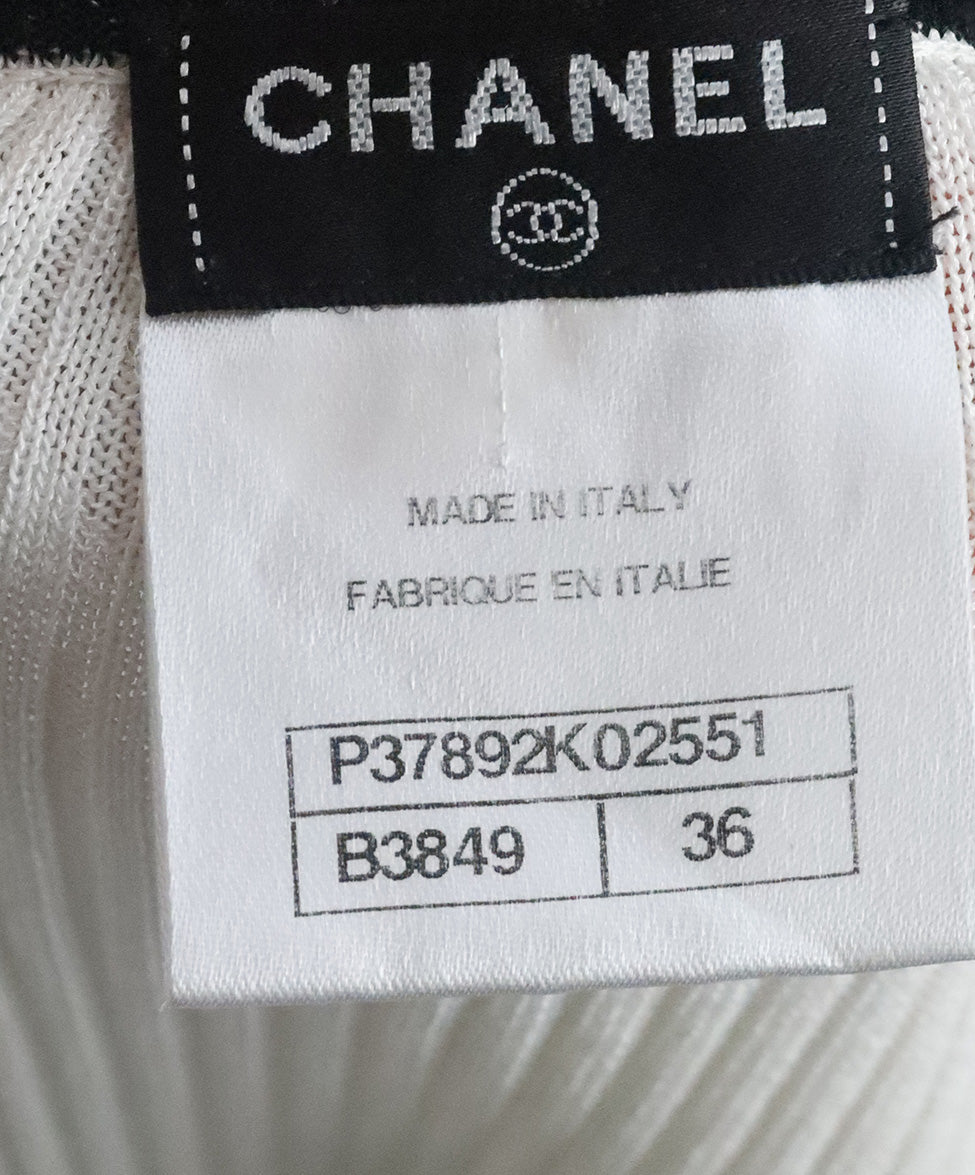 CHANEL
MADE IN ITALY
FABRIQUE EN ITALIE
P37892K02551
B3849 36